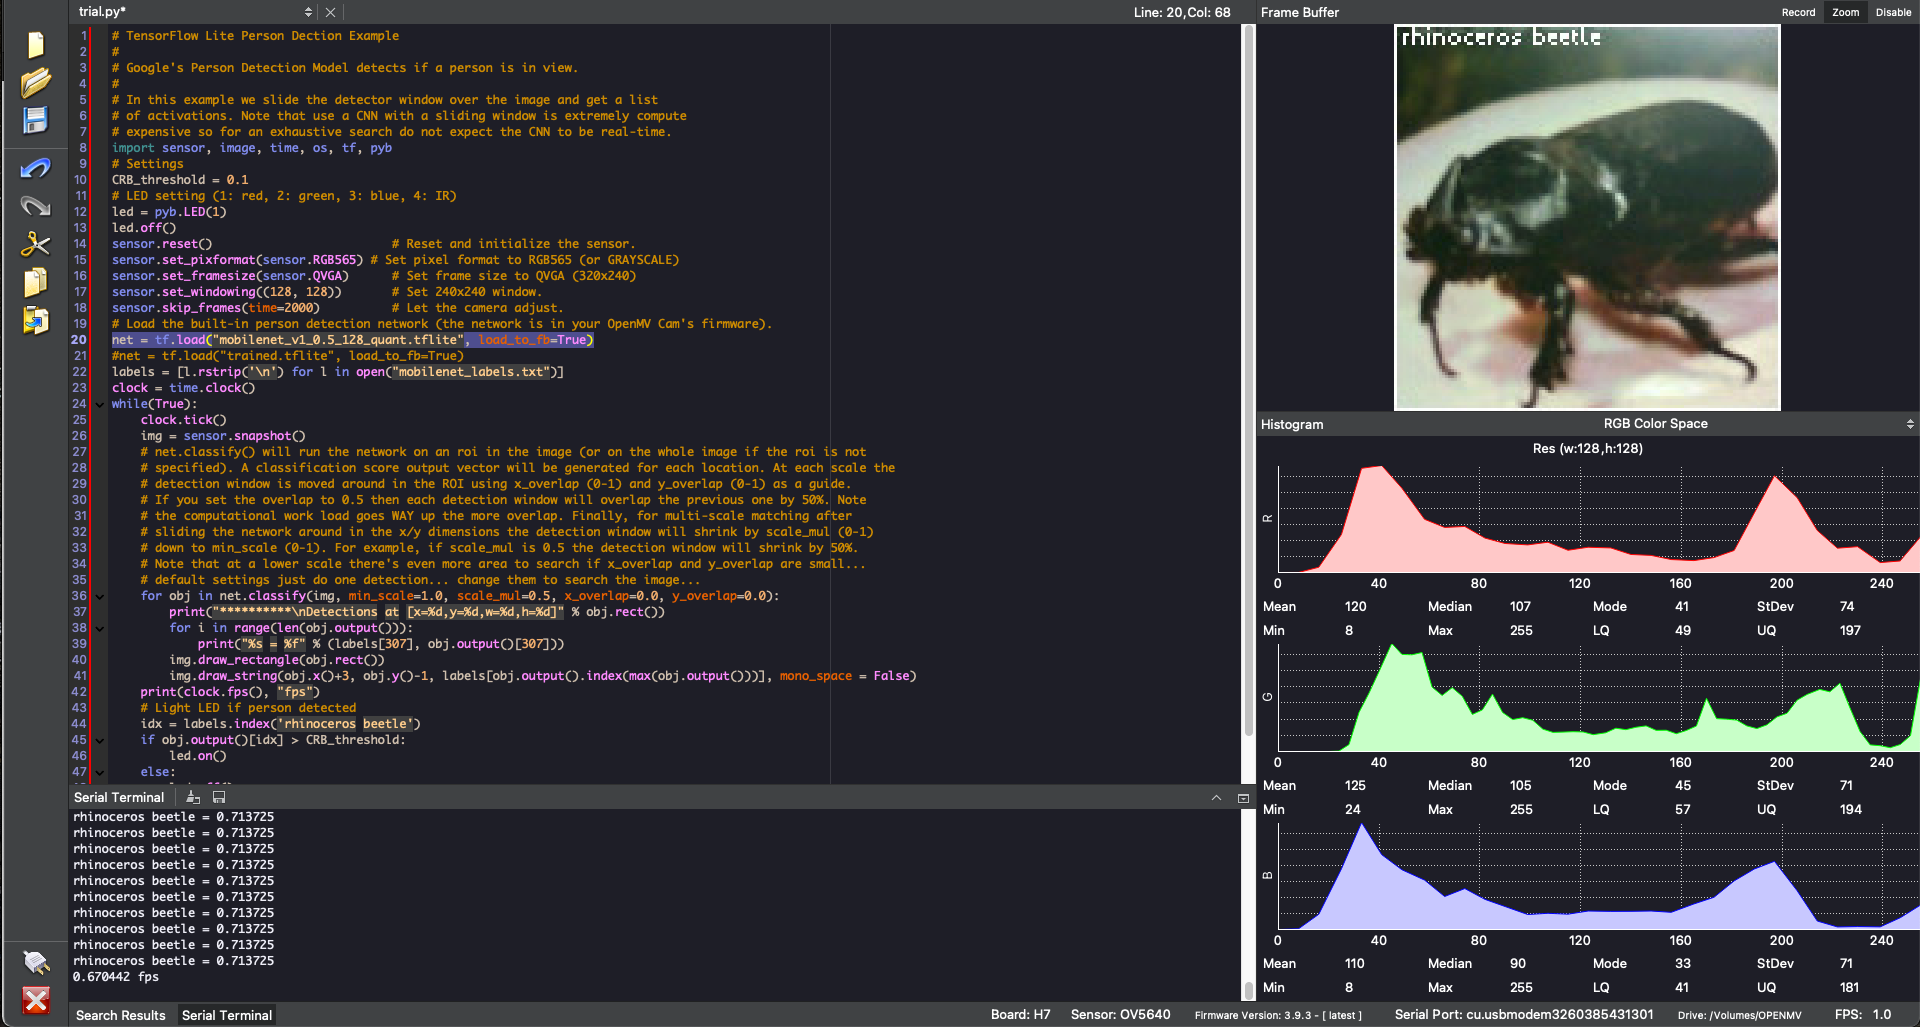 trial.py*
Line: 20,Col: 68
1 # TensorFlow Lite Person Dection Example
2 #
3 # Google's Person Detection Model detects if a person is in view.
4 #
5 # In this example we slide the detector window over the image and get a list
6 # of activations. Note that use a CNN with a sliding window is extremely compute
7 # expensive so for an exhaustive search do not expect the CNN to be real-time.
8 import sensor, image, time, os, tf, pyb
9 # Settings
10 CRB_threshold = 0.1
11 # LED setting (1: red, 2: green, 3: blue, 4: IR)
12 led = pyb.LED(1)
13 led.off()
14 sensor.reset() # Reset and initialize the sensor.
15 sensor.set_pixformat(sensor.RGB565) # Set pixel format to RGB565 (or GRAYSCALE)
16 sensor.set_framesize(sensor.QVGA) # Set frame size to QVGA (320x240)
17 sensor.set_windowing((128, 128)) # Set 240x240 window.
18 sensor.skip_frames(time=2000) # Let the camera adjust.
19 # Load the built-in person detection network (the network is in your OpenMV Cam's firmware).
20 net = tf.load("mobilenet_v1_0.5_128_quant.tflite", load_to_fb=True)
21 #net = tf.load("trained.tflite", load_to_fb=True)
22 labels = [l.rstrip('\n') for l in open("mobilenet_labels.txt")]
23 clock = time.clock()
24 while(True):
25 clock.tick()
26 img = sensor.snapshot()
27 # net.classify() will run the network on an roi in the image (or on the whole image if the roi is not
28 # specified). A classification score output vector will be generated for each location. At each scale the
29 # detection window is moved around in the ROI using x_overlap (0-1) and y_overlap (0-1) as a guide.
30 # If you set the overlap to 0.5 then each detection window will overlap the previous one by 50%. Note
31 # the computational work load goes WAY up the more overlap. Finally, for multi-scale matching after
32 # sliding the network around in the x/y dimensions the detection window will shrink by scale_mul (0-1)
33 # down to min_scale (0-1). For example, if scale_mul is 0.5 the detection window will shrink by 50%.
34 # Note that at a lower scale there's even more area to search if x_overlap and y_overlap are small...
35 # default settings just do one detection... change them to search the image...
36 for obj in net.classify(img, min_scale=1.0, scale_mul=0.5, x_overlap=0.0, y_overlap=0.0):
37 print("**********\nDetections at [x=%d,y=%d,w=%d,h=%d]" % obj.rect())
38 for i in range(len(obj.output())):
39 print("%s = %f" % (labels[307], obj.output()[307]))
40 img.draw_rectangle(obj.rect())
41 img.draw_string(obj.x()+3, obj.y()-1, labels[obj.output().index(max(obj.output()))], mono_space = False)
42 print(clock.fps(), "fps")
43 # Light LED if person detected
44 idx = labels.index('rhinoceros beetle')
45 if obj.output()[idx] > CRB_threshold:
46 led.on()
47 else:
Serial Terminal
rhinoceros beetle = 0.713725
rhinoceros beetle = 0.713725
rhinoceros beetle = 0.713725
rhinoceros beetle = 0.713725
rhinoceros beetle = 0.713725
rhinoceros beetle = 0.713725
rhinoceros beetle = 0.713725
rhinoceros beetle = 0.713725
rhinoceros beetle = 0.713725
rhinoceros beetle = 0.713725
0.670442 fps
Search Results Serial Terminal
Frame Buffer
Record Zoom Disable
rhinoceros beetle
Histogram RGB Color Space
Res (w:128,h:128)
R
0 40 80 120 160 200 240
Mean 120 Median 107 Mode 41 StDev 74
Min 8 Max 255 LQ 49 UQ 197
G
0 40 80 120 160 200 240
Mean 125 Median 105 Mode 45 StDev 71
Min 24 Max 255 LQ 57 UQ 194
B
0 40 80 120 160 200 240
Mean 110 Median 90 Mode 33 StDev 71
Min 8 Max 255 LQ 41 UQ 181
Board: H7 Sensor: OV5640 Firmware Version: 3.9.3 - [ latest ] Serial Port: cu.usbmodem3260385431301 Drive: /Volumes/OPENMV FPS: 1.0